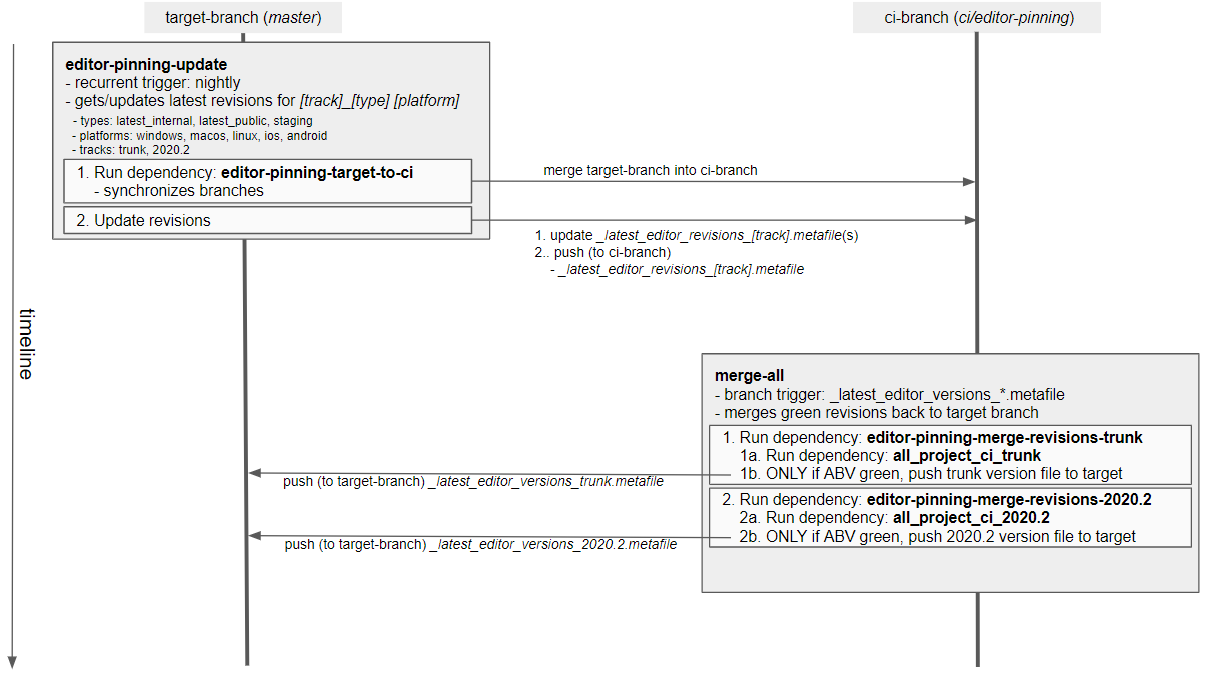 target-branch (master)
ci-branch (ci/editor-pinning)
editor-pinning-update
- recurrent trigger: nightly
- gets/updates latest revisions for [track]_[type] [platform]
- types: latest_internal, latest_public, staging
- platforms: windows, macos, linux, ios, android
- tracks: trunk, 2020.2
1. Run dependency: editor-pinning-target-to-ci
- synchronizes branches
2. Update revisions
merge target-branch into ci-branch
1. update _latest_editor_revisions_[track].metafile(s)
2.. push (to ci-branch)
- _latest_editor_revisions_[track].metafile
timeline
merge-all
- branch trigger: _latest_editor_versions_*.metafile
- merges green revisions back to target branch
1. Run dependency: editor-pinning-merge-revisions-trunk
1a. Run dependency: all_project_ci_trunk
1b. ONLY if ABV green, push trunk version file to target
push (to target-branch) _latest_editor_versions_trunk.metafile
2. Run dependency: editor-pinning-merge-revisions-2020.2
2a. Run dependency: all_project_ci_2020.2
2b. ONLY if ABV green, push 2020.2 version file to target
push (to target-branch) _latest_editor_versions_2020.2.metafile